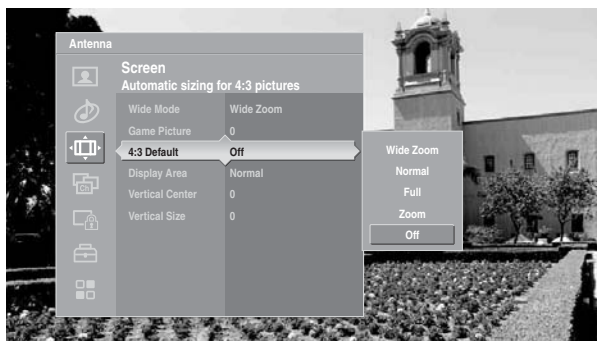 Antenna
Screen
Automatic sizing for 4:3 pictures
Wide Mode Wide Zoom
Game Picture 0
4:3 Default Off
Display Area Normal
Vertical Center 0
Vertical Size 0
Wide Zoom
Normal
Full
Zoom
Off
Ch